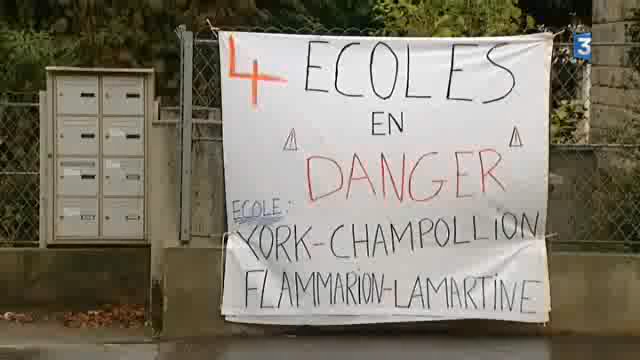 4 ECOLES
EN
DANGER
ECOLE:
YORK-CHAMPOLLION
FLAMMARION-LAMARTINE
3